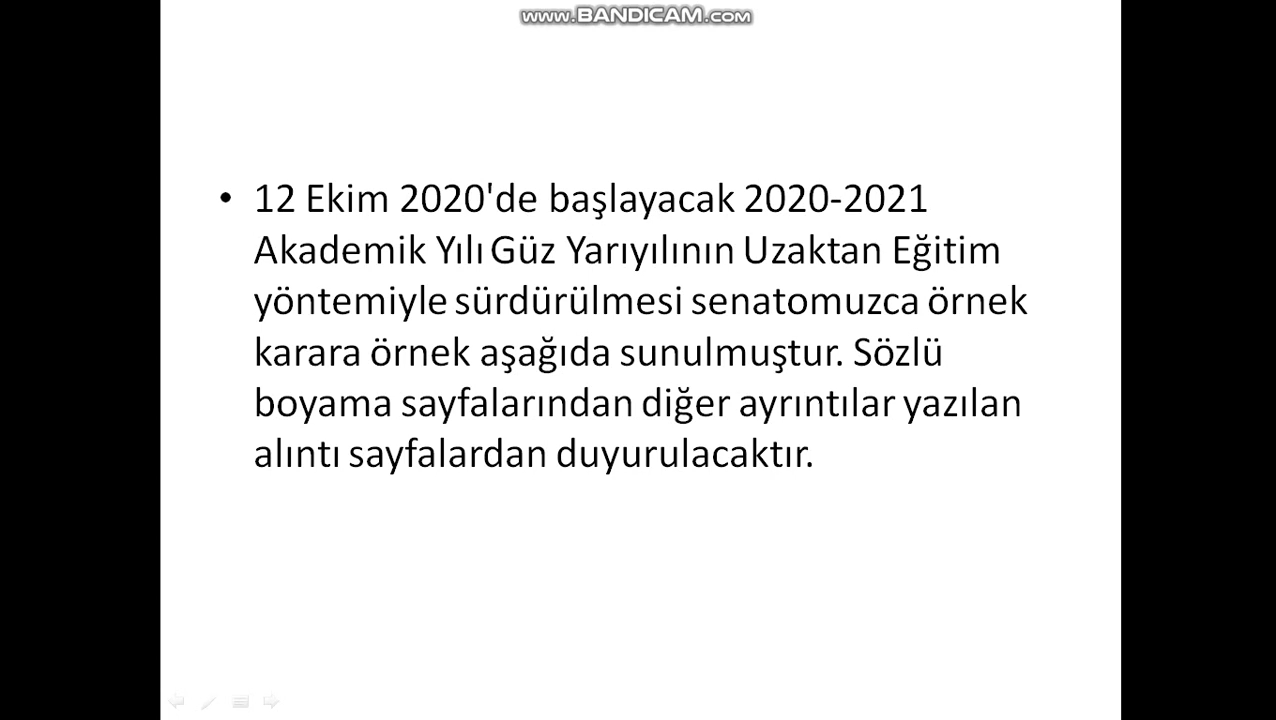 www.BANDICAM.com
• 12 Ekim 2020'de başlayacak 2020-2021
Akademik Yılı Güz Yarıyılının Uzaktan Eğitim
yöntemiyle sürdürülmesi senatomuzca örnek
karara örnek aşağıda sunulmuştur. Sözlü
boyama sayfalarından diğer ayrıntılar yazılan
alıntı sayfalardan duyurulacaktır.